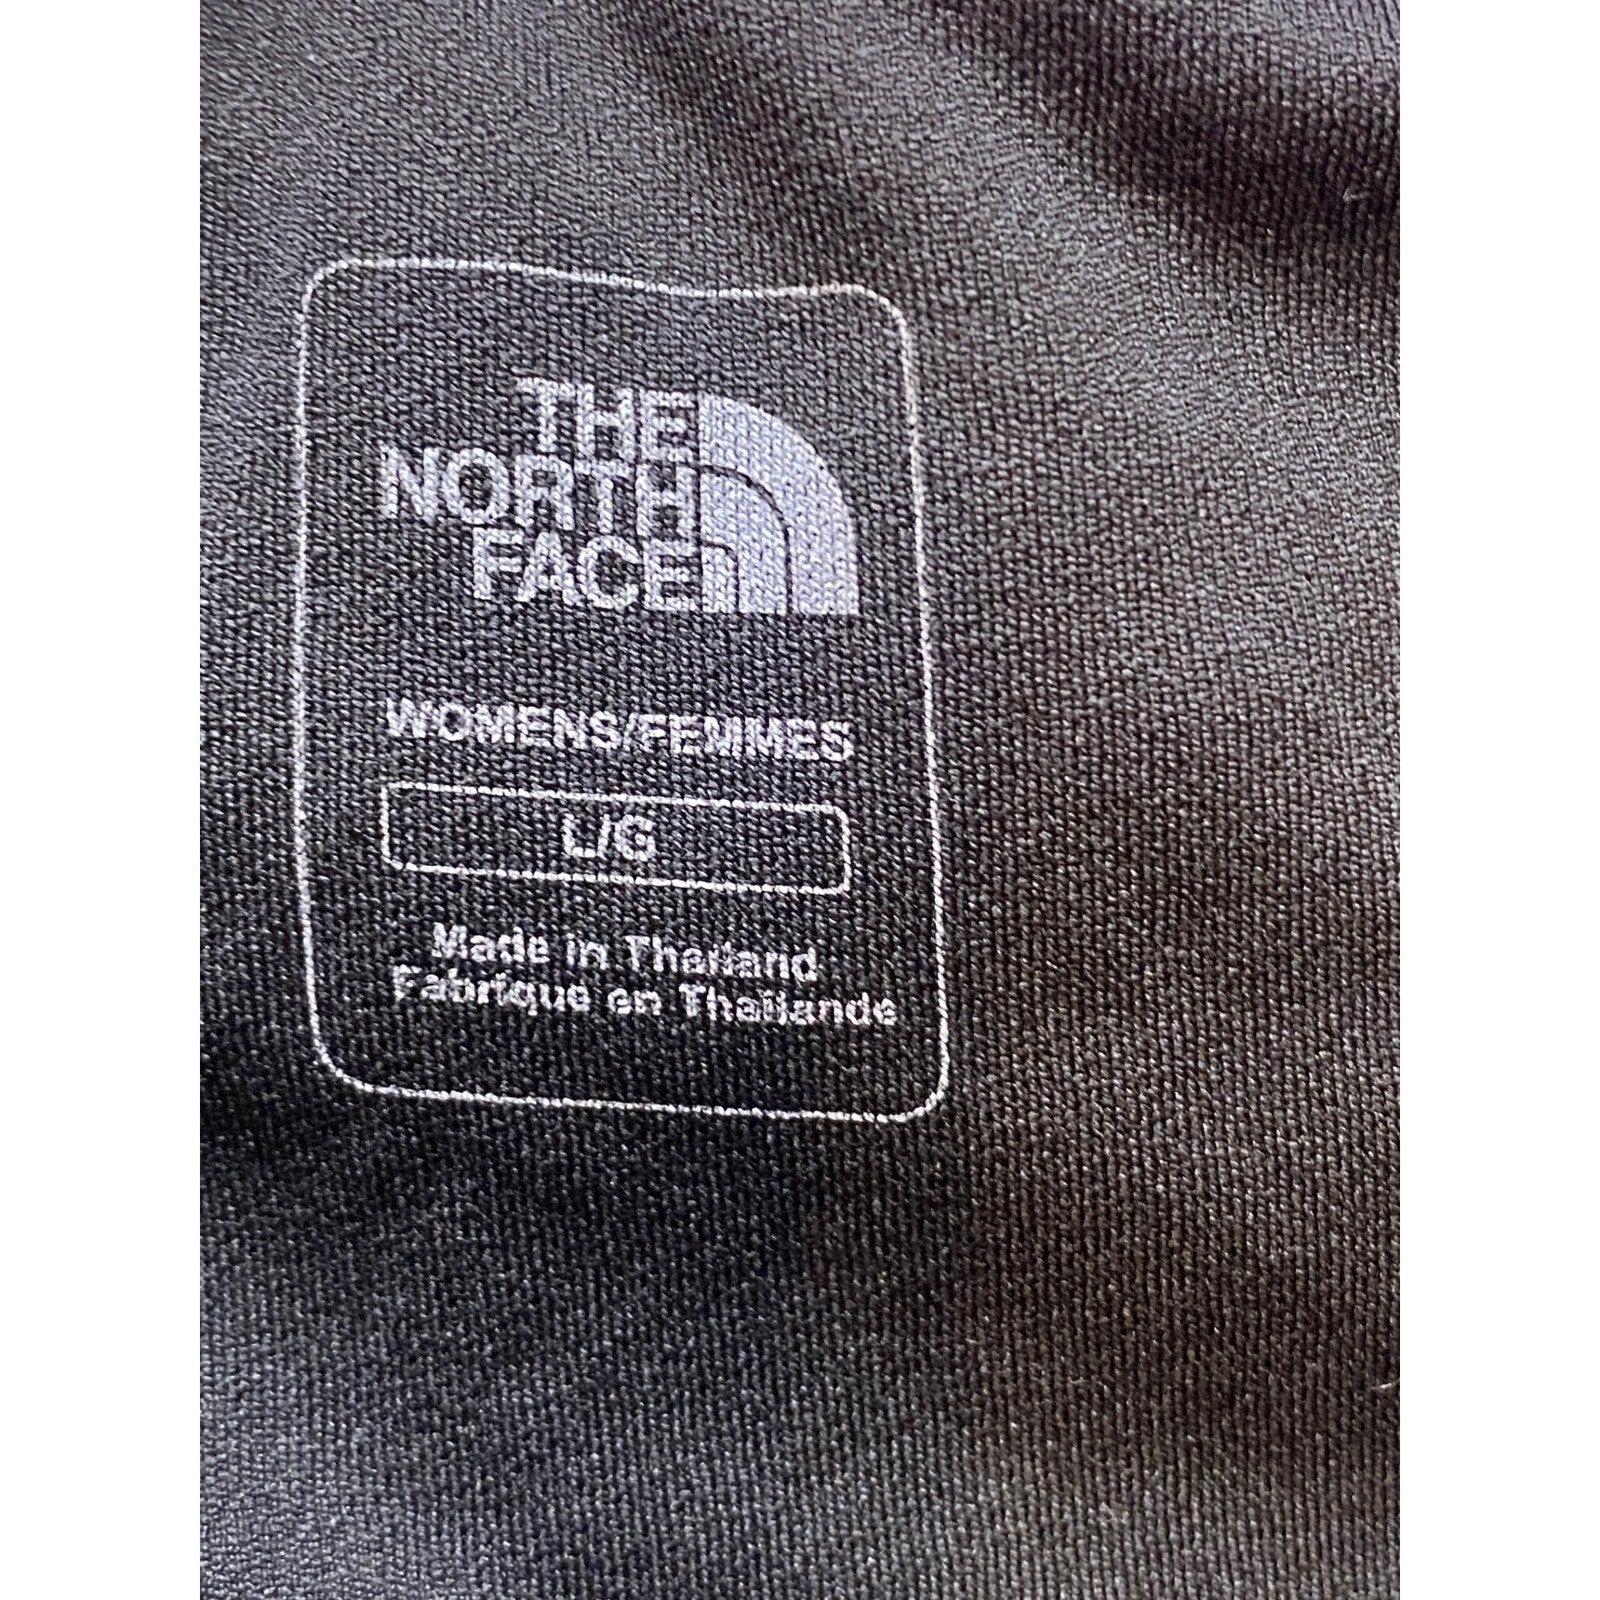 THE
NORTH
FACE
WOMENS/FEMMES
L/G
Made in Thailand
Fabriqué en Thaïlande